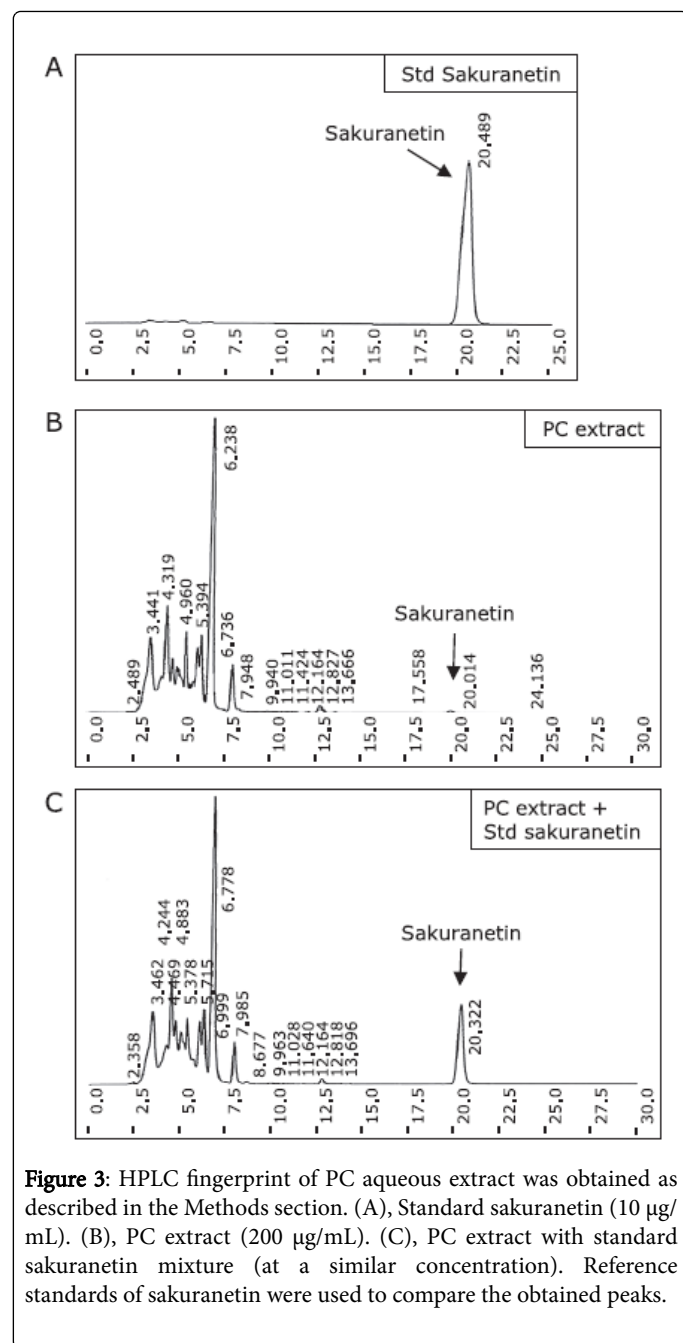 A
Std Sakuranetin
Sakuranetin
20.489
0.0 2.5 5.0 7.5 10.0 12.5 15.0 17.5 20.0 22.5 25.0
B
PC extract
6.238
3.441
4.319
4.960
5.394
Sakuranetin
2.489
6.736
7.948
9.940
11.011
11.424
12.164
12.827
13.666
17.558
20.014
24.136
0.0 2.5 5.0 7.5 10.0 12.5 15.0 17.5 20.0 22.5 25.0 27.5 30.0
C
PC extract +
Std sakuranetin
6.778
4.244
4.883
Sakuranetin
3.462
4.469
5.378
5.715
2.358
6.999
7.985
8.677
9.963
11.028
11.640
12.164
12.818
13.696
20.322
0.0 2.5 5.0 7.5 10.0 12.5 15.0 17.5 20.0 22.5 25.0 27.5 30.0
Figure 3: HPLC fingerprint of PC aqueous extract was obtained as
described in the Methods section. (A), Standard sakuranetin (10 µg/
mL). (B), PC extract (200 µg/mL). (C), PC extract with standard
sakuranetin mixture (at a similar concentration). Reference
standards of sakuranetin were used to compare the obtained peaks.